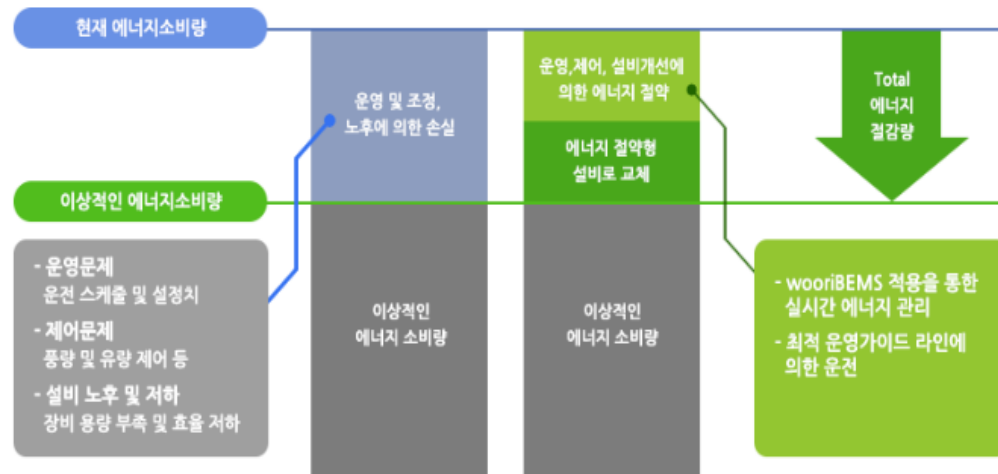 현재 에너지소비량
운영 및 조정,
노후에 의한 손실
운영,제어, 설비개선에
의한 에너지 절약
에너지 절약형
설비로 교체
Total
에너지
절감량
이상적인 에너지소비량
- 운영문제
운전 스케줄 및 설정치
- 제어문제
풍량 및 유량 제어 등
- 설비 노후 및 저하
장비 용량 부족 및 효율 저하
이상적인
에너지 소비량
이상적인
에너지 소비량
- wooriBEMS 적용을 통한
실시간 에너지 관리
- 최적 운영가이드 라인에
의한 운전